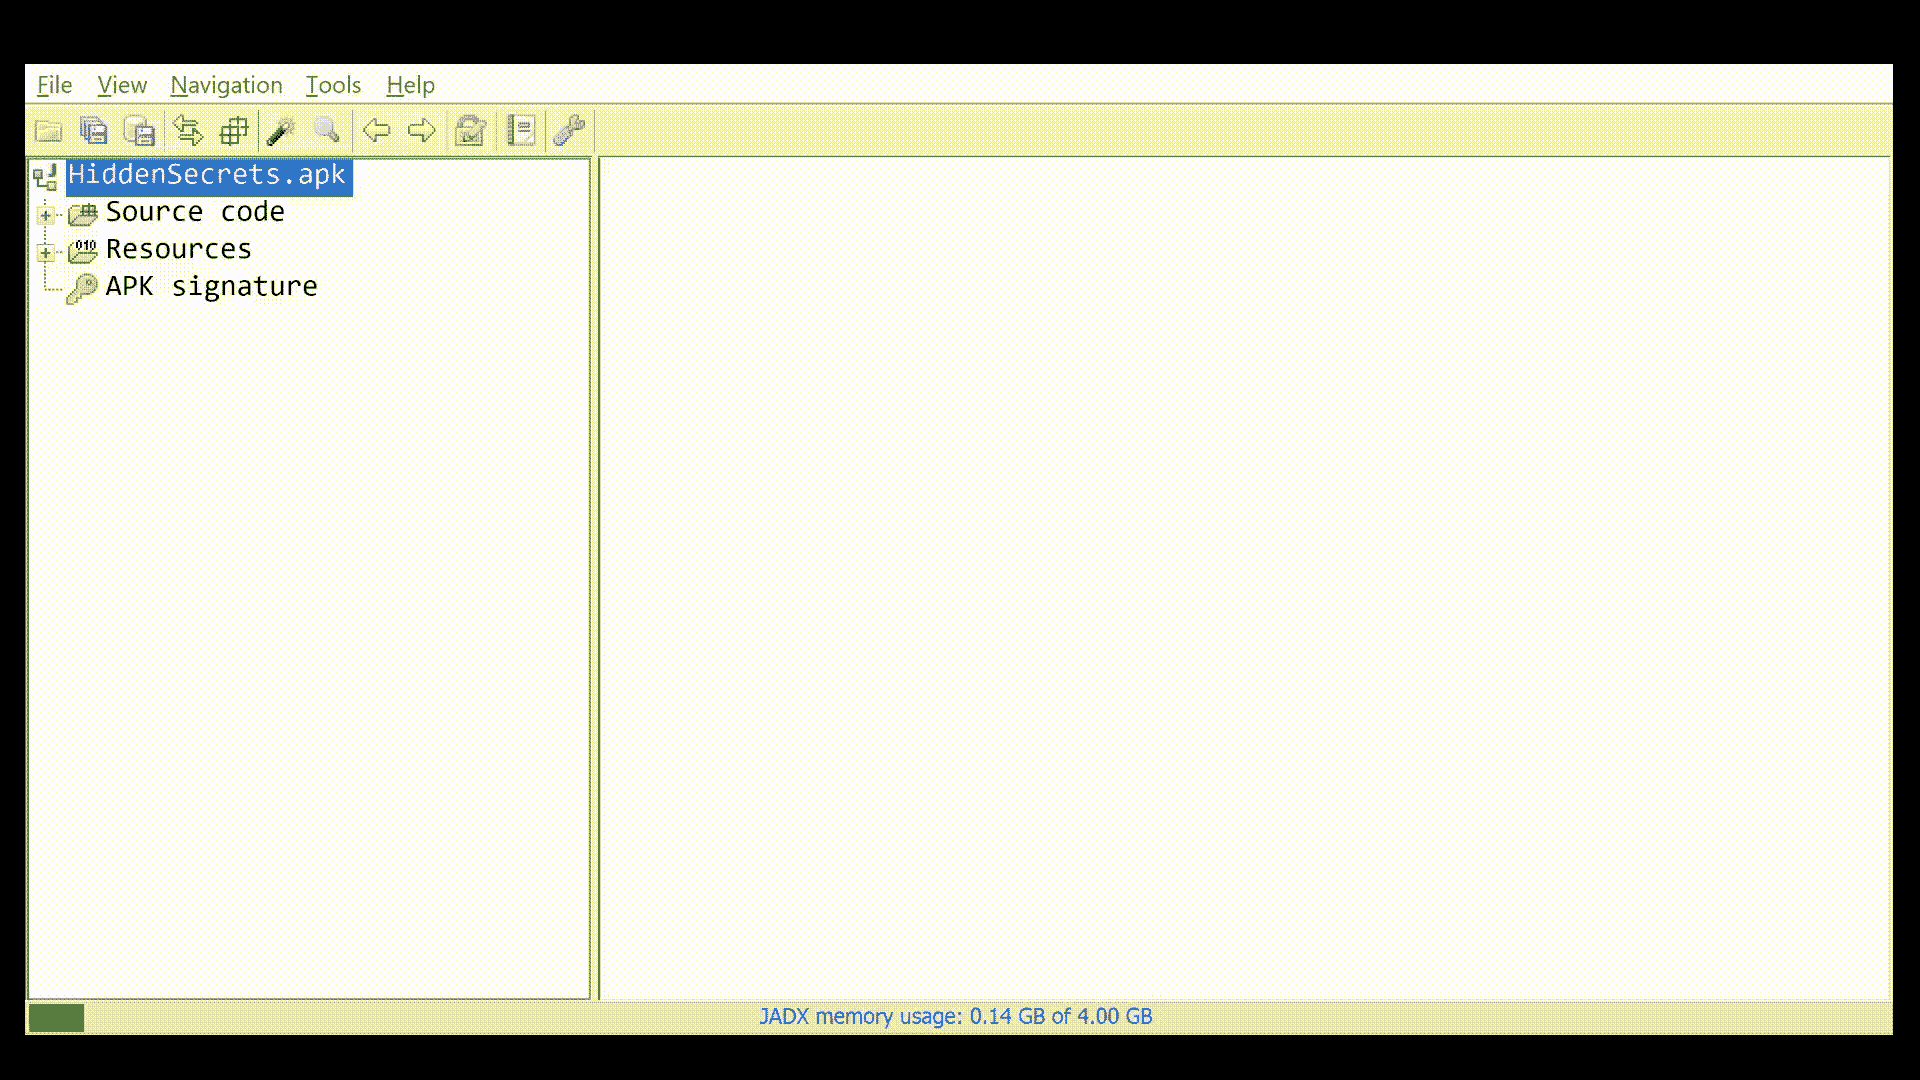 File View Navigation Tools Help
HiddenSecrets.apk
Source code
010 Resources
APK signature
JADX memory usage: 0.14 GB of 4.00 GB